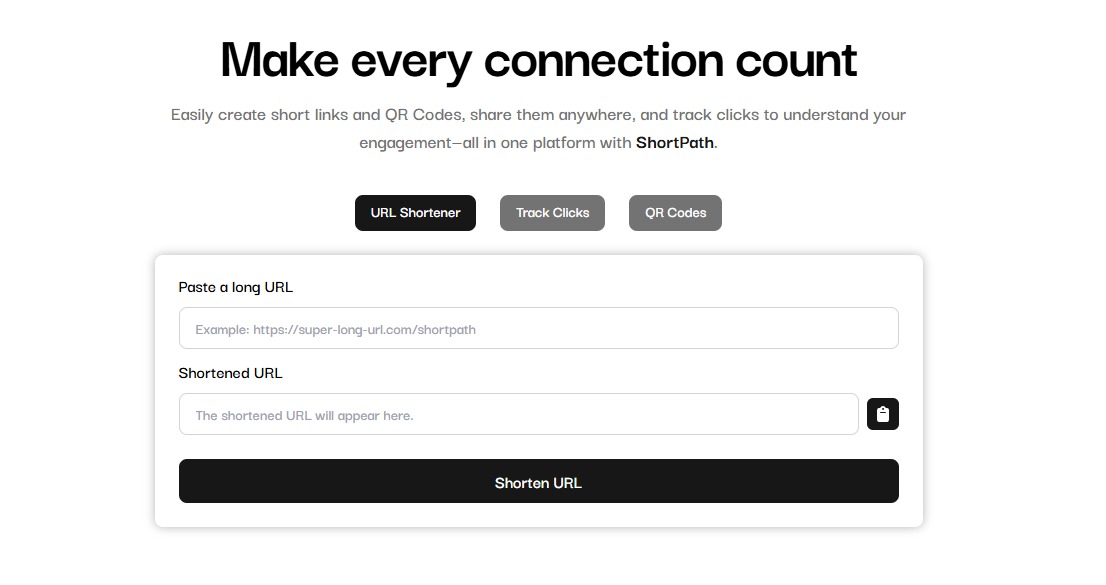 Make every connection count
Easily create short links and QR Codes, share them anywhere, and track clicks to understand your
engagement—all in one platform with ShortPath.
URL Shortener Track Clicks QR Codes
Paste a long URL
Example: https://super-long-url.com/shortpath
Shortened URL
The shortened URL will appear here.
Shorten URL